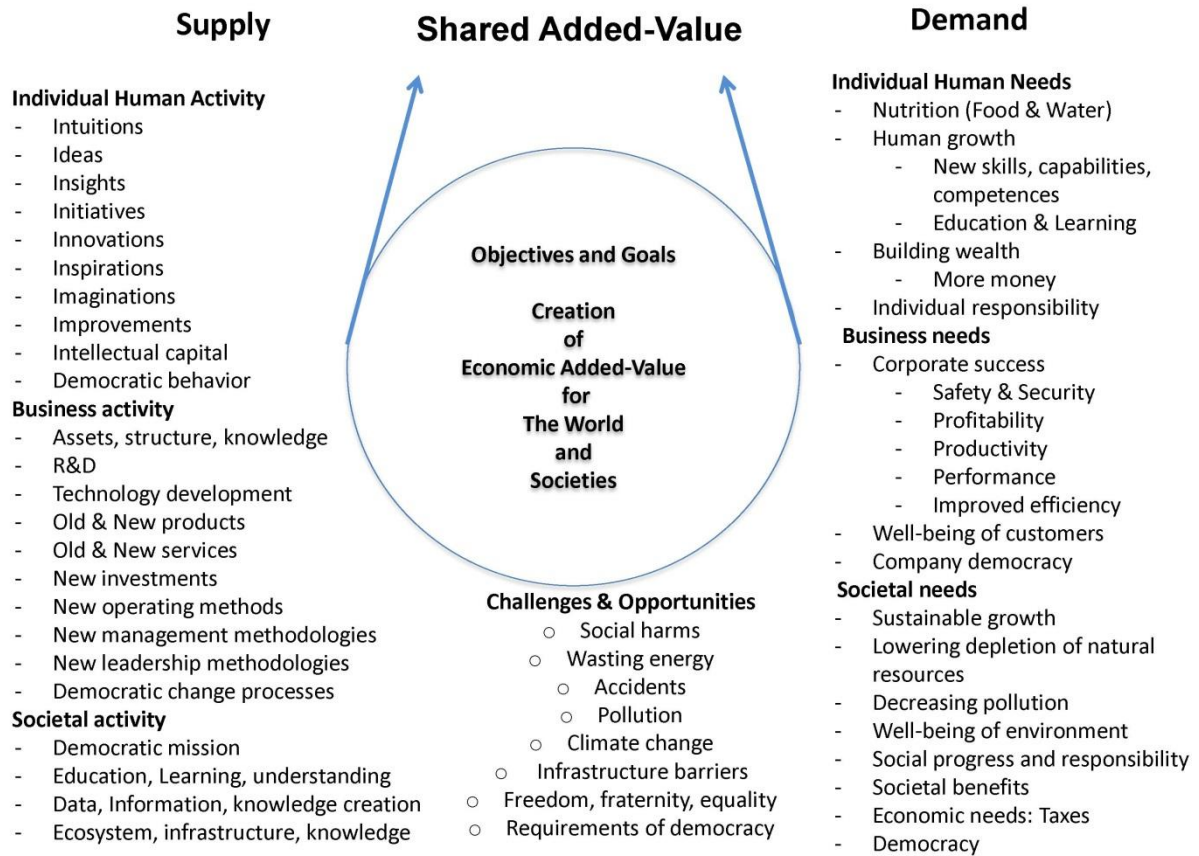 Supply
Shared Added-Value
Demand
Individual Human Activity
- Intuitions
- Ideas
- Insights
- Initiatives
- Innovations
- Inspirations
- Imaginations
- Improvements
- Intellectual capital
- Democratic behavior
Business activity
- Assets, structure, knowledge
- R&D
- Technology development
- Old & New products
- Old & New services
- New investments
- New operating methods
- New management methodologies
- New leadership methodologies
- Democratic change processes
Societal activity
- Democratic mission
- Education, Learning, understanding
- Data, Information, knowledge creation
- Ecosystem, infrastructure, knowledge
Objectives and Goals
Creation
of
Economic Added-Value
for
The World
and
Societies
Challenges & Opportunities
○ Social harms
○ Wasting energy
○ Accidents
○ Pollution
○ Climate change
○ Infrastructure barriers
○ Freedom, fraternity, equality
○ Requirements of democracy
Individual Human Needs
- Nutrition (Food & Water)
- Human growth
- New skills, capabilities,
competences
- Education & Learning
- Building wealth
- More money
- Individual responsibility
Business needs
- Corporate success
- Safety & Security
- Profitability
- Productivity
- Performance
- Improved efficiency
- Well-being of customers
- Company democracy
Societal needs
- Sustainable growth
- Lowering depletion of natural
resources
- Decreasing pollution
- Well-being of environment
- Social progress and responsibility
- Societal benefits
- Economic needs: Taxes
- Democracy